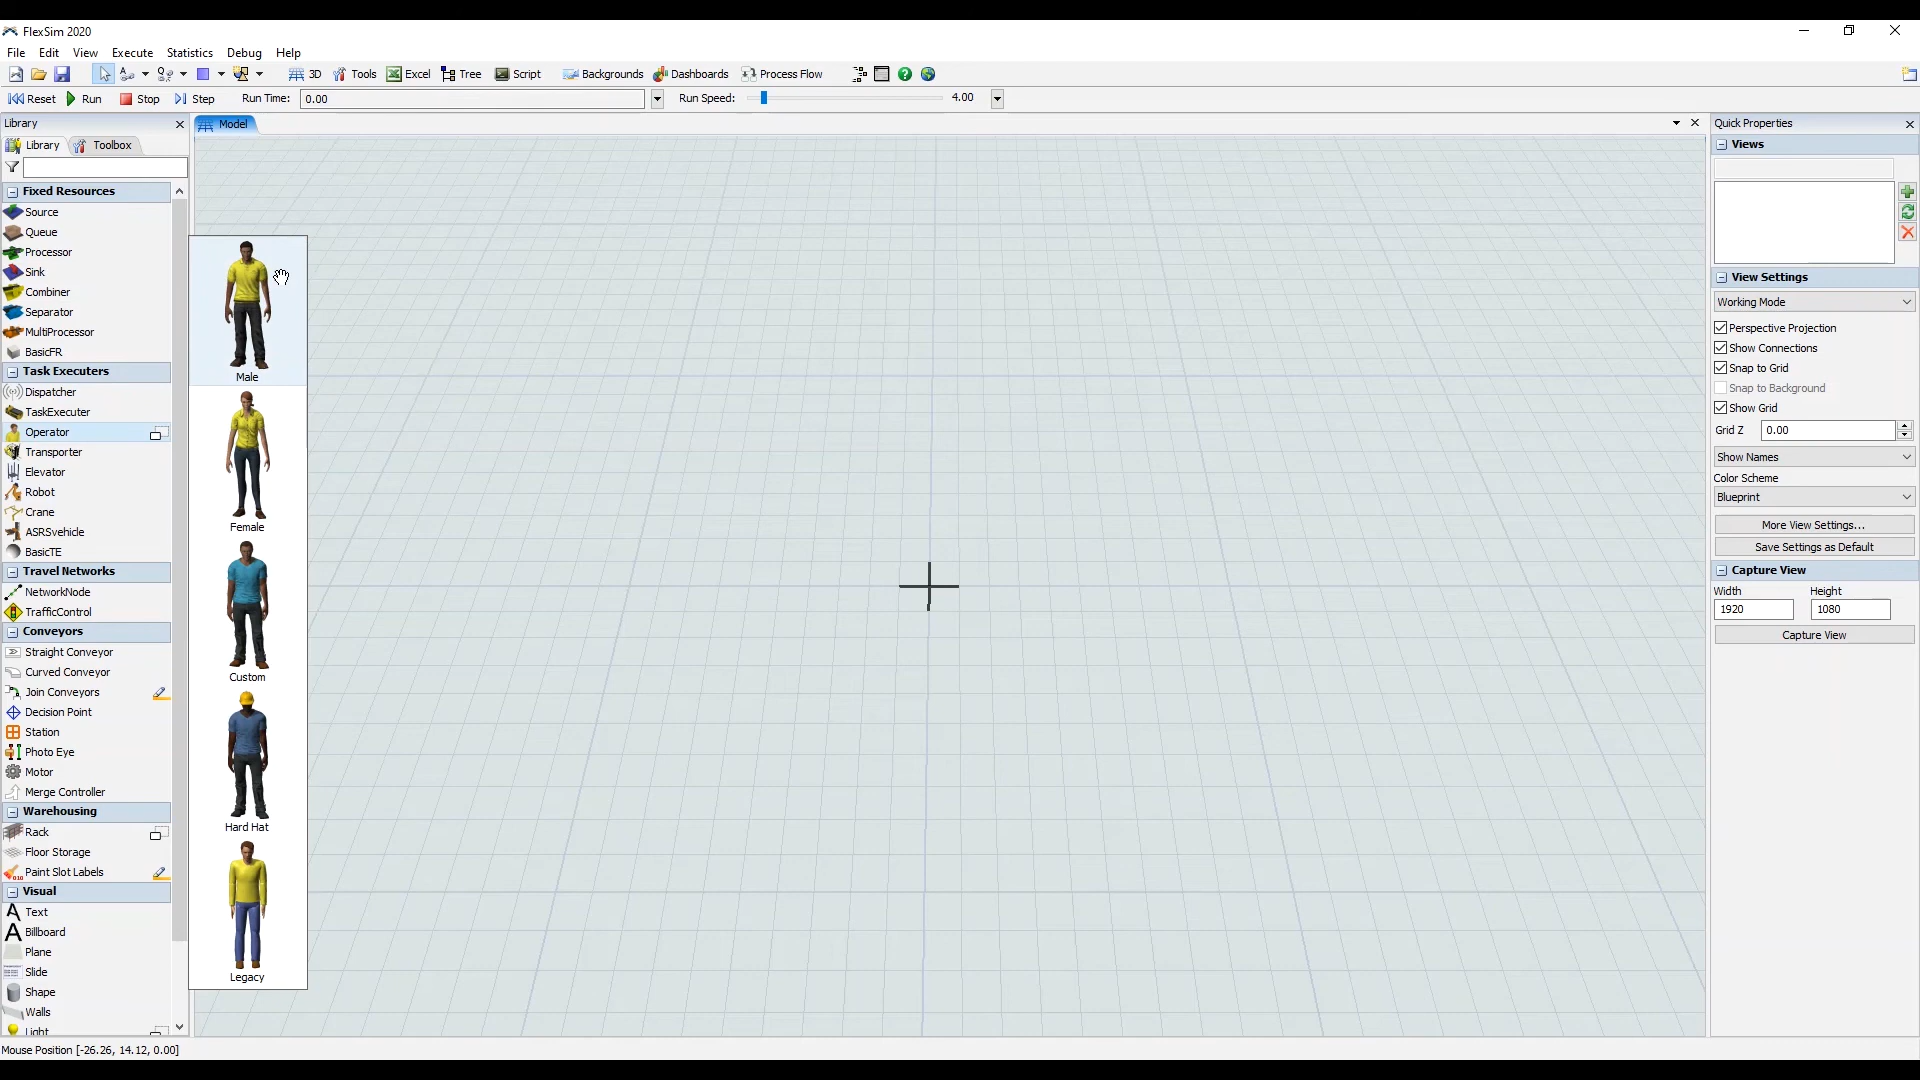 FlexSim 2020
File Edit View Execute Statistics Debug Help
3D Tools Excel Tree Script Backgrounds Dashboards Process Flow
Reset Run Stop Step Run Time: 0.00 Run Speed: 4.00
Library
Library Toolbox
Fixed Resources
Source
Queue
Processor
Sink
Combiner
Separator
MultiProcessor
BasicFR
Task Executers
Dispatcher
TaskExecuter
Operator
Transporter
Elevator
Robot
Crane
ASRSvehicle
BasicTE
Travel Networks
NetworkNode
TrafficControl
Conveyors
Straight Conveyor
Curved Conveyor
Join Conveyors
Decision Point
Station
Photo Eye
Motor
Merge Controller
Warehousing
Rack
Floor Storage
Paint Slot Labels
Visual
Text
Billboard
Plane
Slide
Shape
Walls
Light
Male
Female
Custom
Hard Hat
Legacy
Model
Quick Properties
Views
View Settings
Working Mode
Perspective Projection
Show Connections
Snap to Grid
Snap to Background
Show Grid
Grid Z 0.00
Show Names
Color Scheme
Blueprint
More View Settings...
Save Settings as Default
Capture View
Width Height
1920 1080
Capture View
Mouse Position [-26.26, 14.12, 0.00]